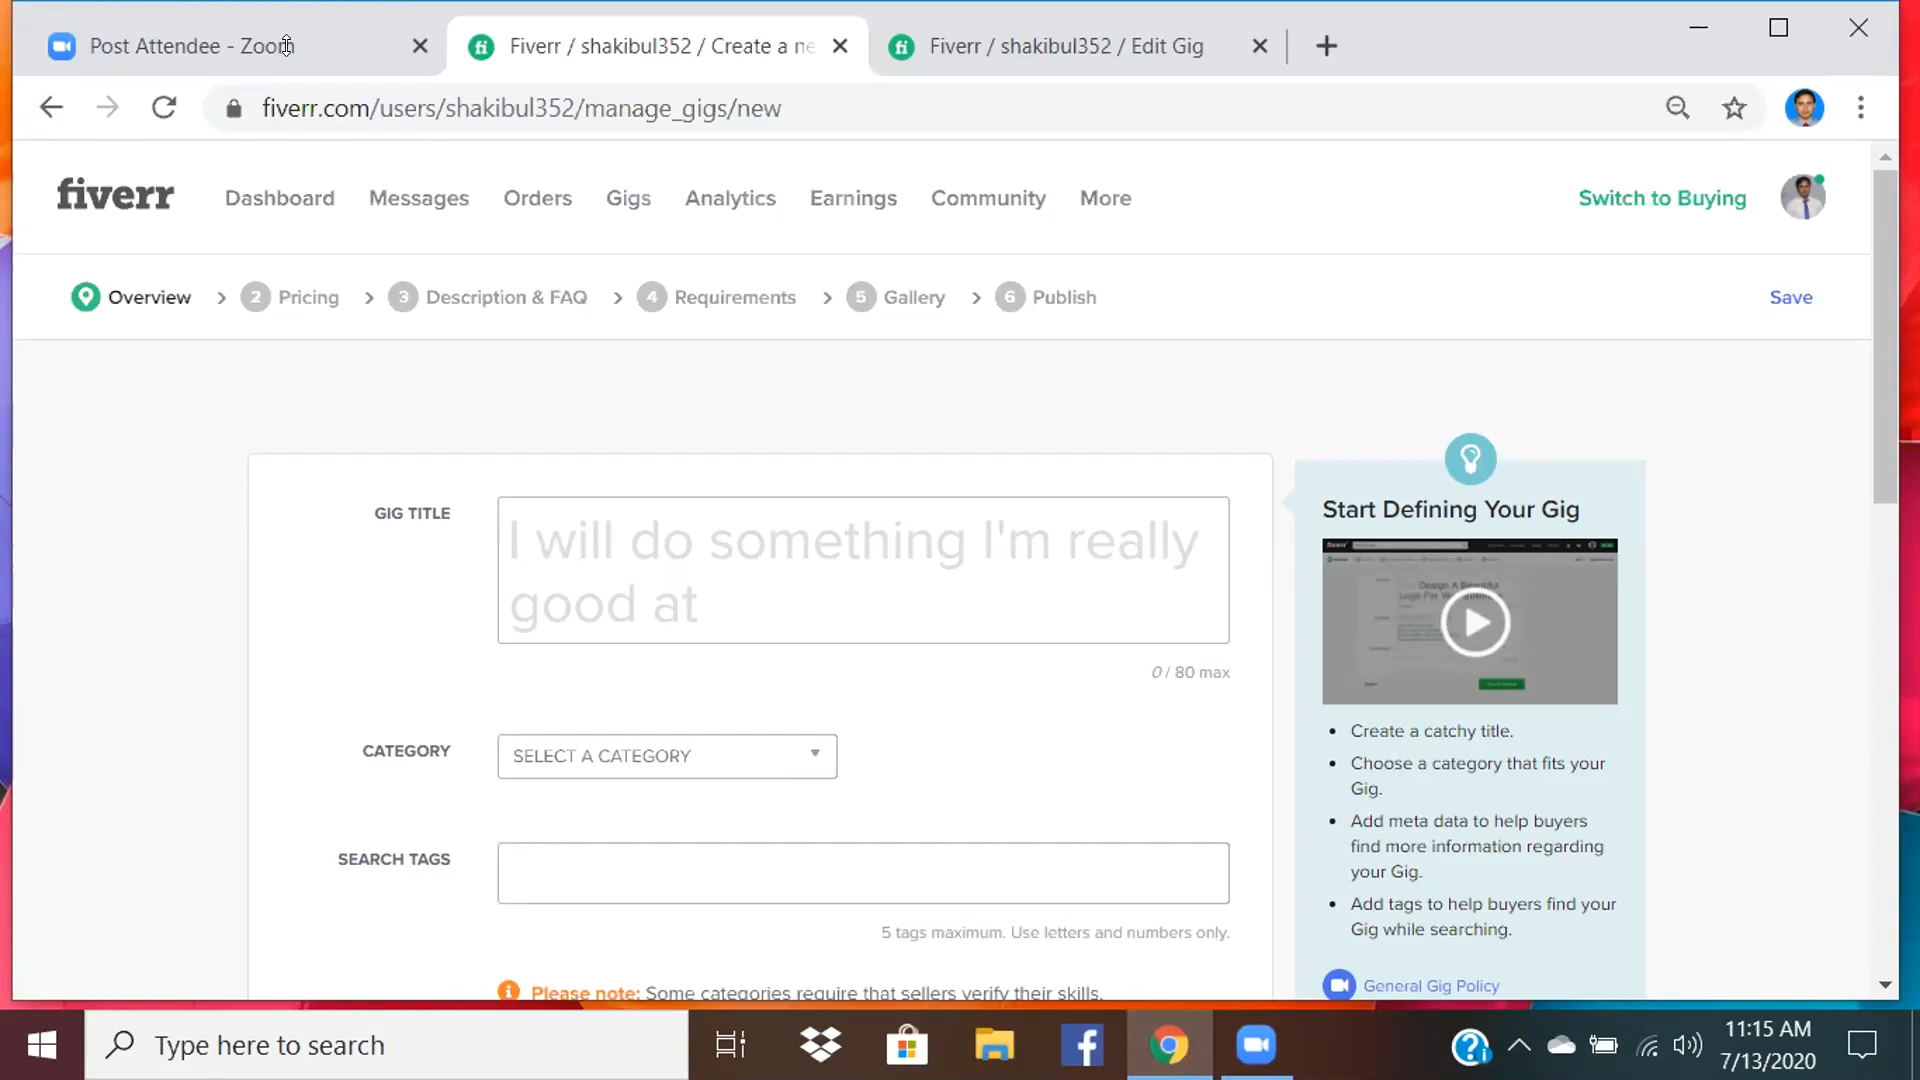 Post Attendee - Zoom
Fiverr / shakibul352 / Create a ne
Fiverr / shakibul352 / Edit Gig
fiverr.com/users/shakibul352/manage_gigs/new
fiverr
Dashboard
Messages
Orders
Gigs
Analytics
Earnings
Community
More
Switch to Buying
Overview
2 Pricing
3 Description & FAQ
4 Requirements
5 Gallery
6 Publish
Save
GIG TITLE
I will do something I'm really
good at
0 / 80 max
CATEGORY
SELECT A CATEGORY
SEARCH TAGS
5 tags maximum. Use letters and numbers only.
Please note: Some categories require that sellers verify their skills.
Start Defining Your Gig
Create a catchy title.
Choose a category that fits your
Gig.
Add meta data to help buyers
find more information regarding
your Gig.
Add tags to help buyers find your
Gig while searching.
General Gig Policy
Type here to search
11:15 AM
7/13/2020